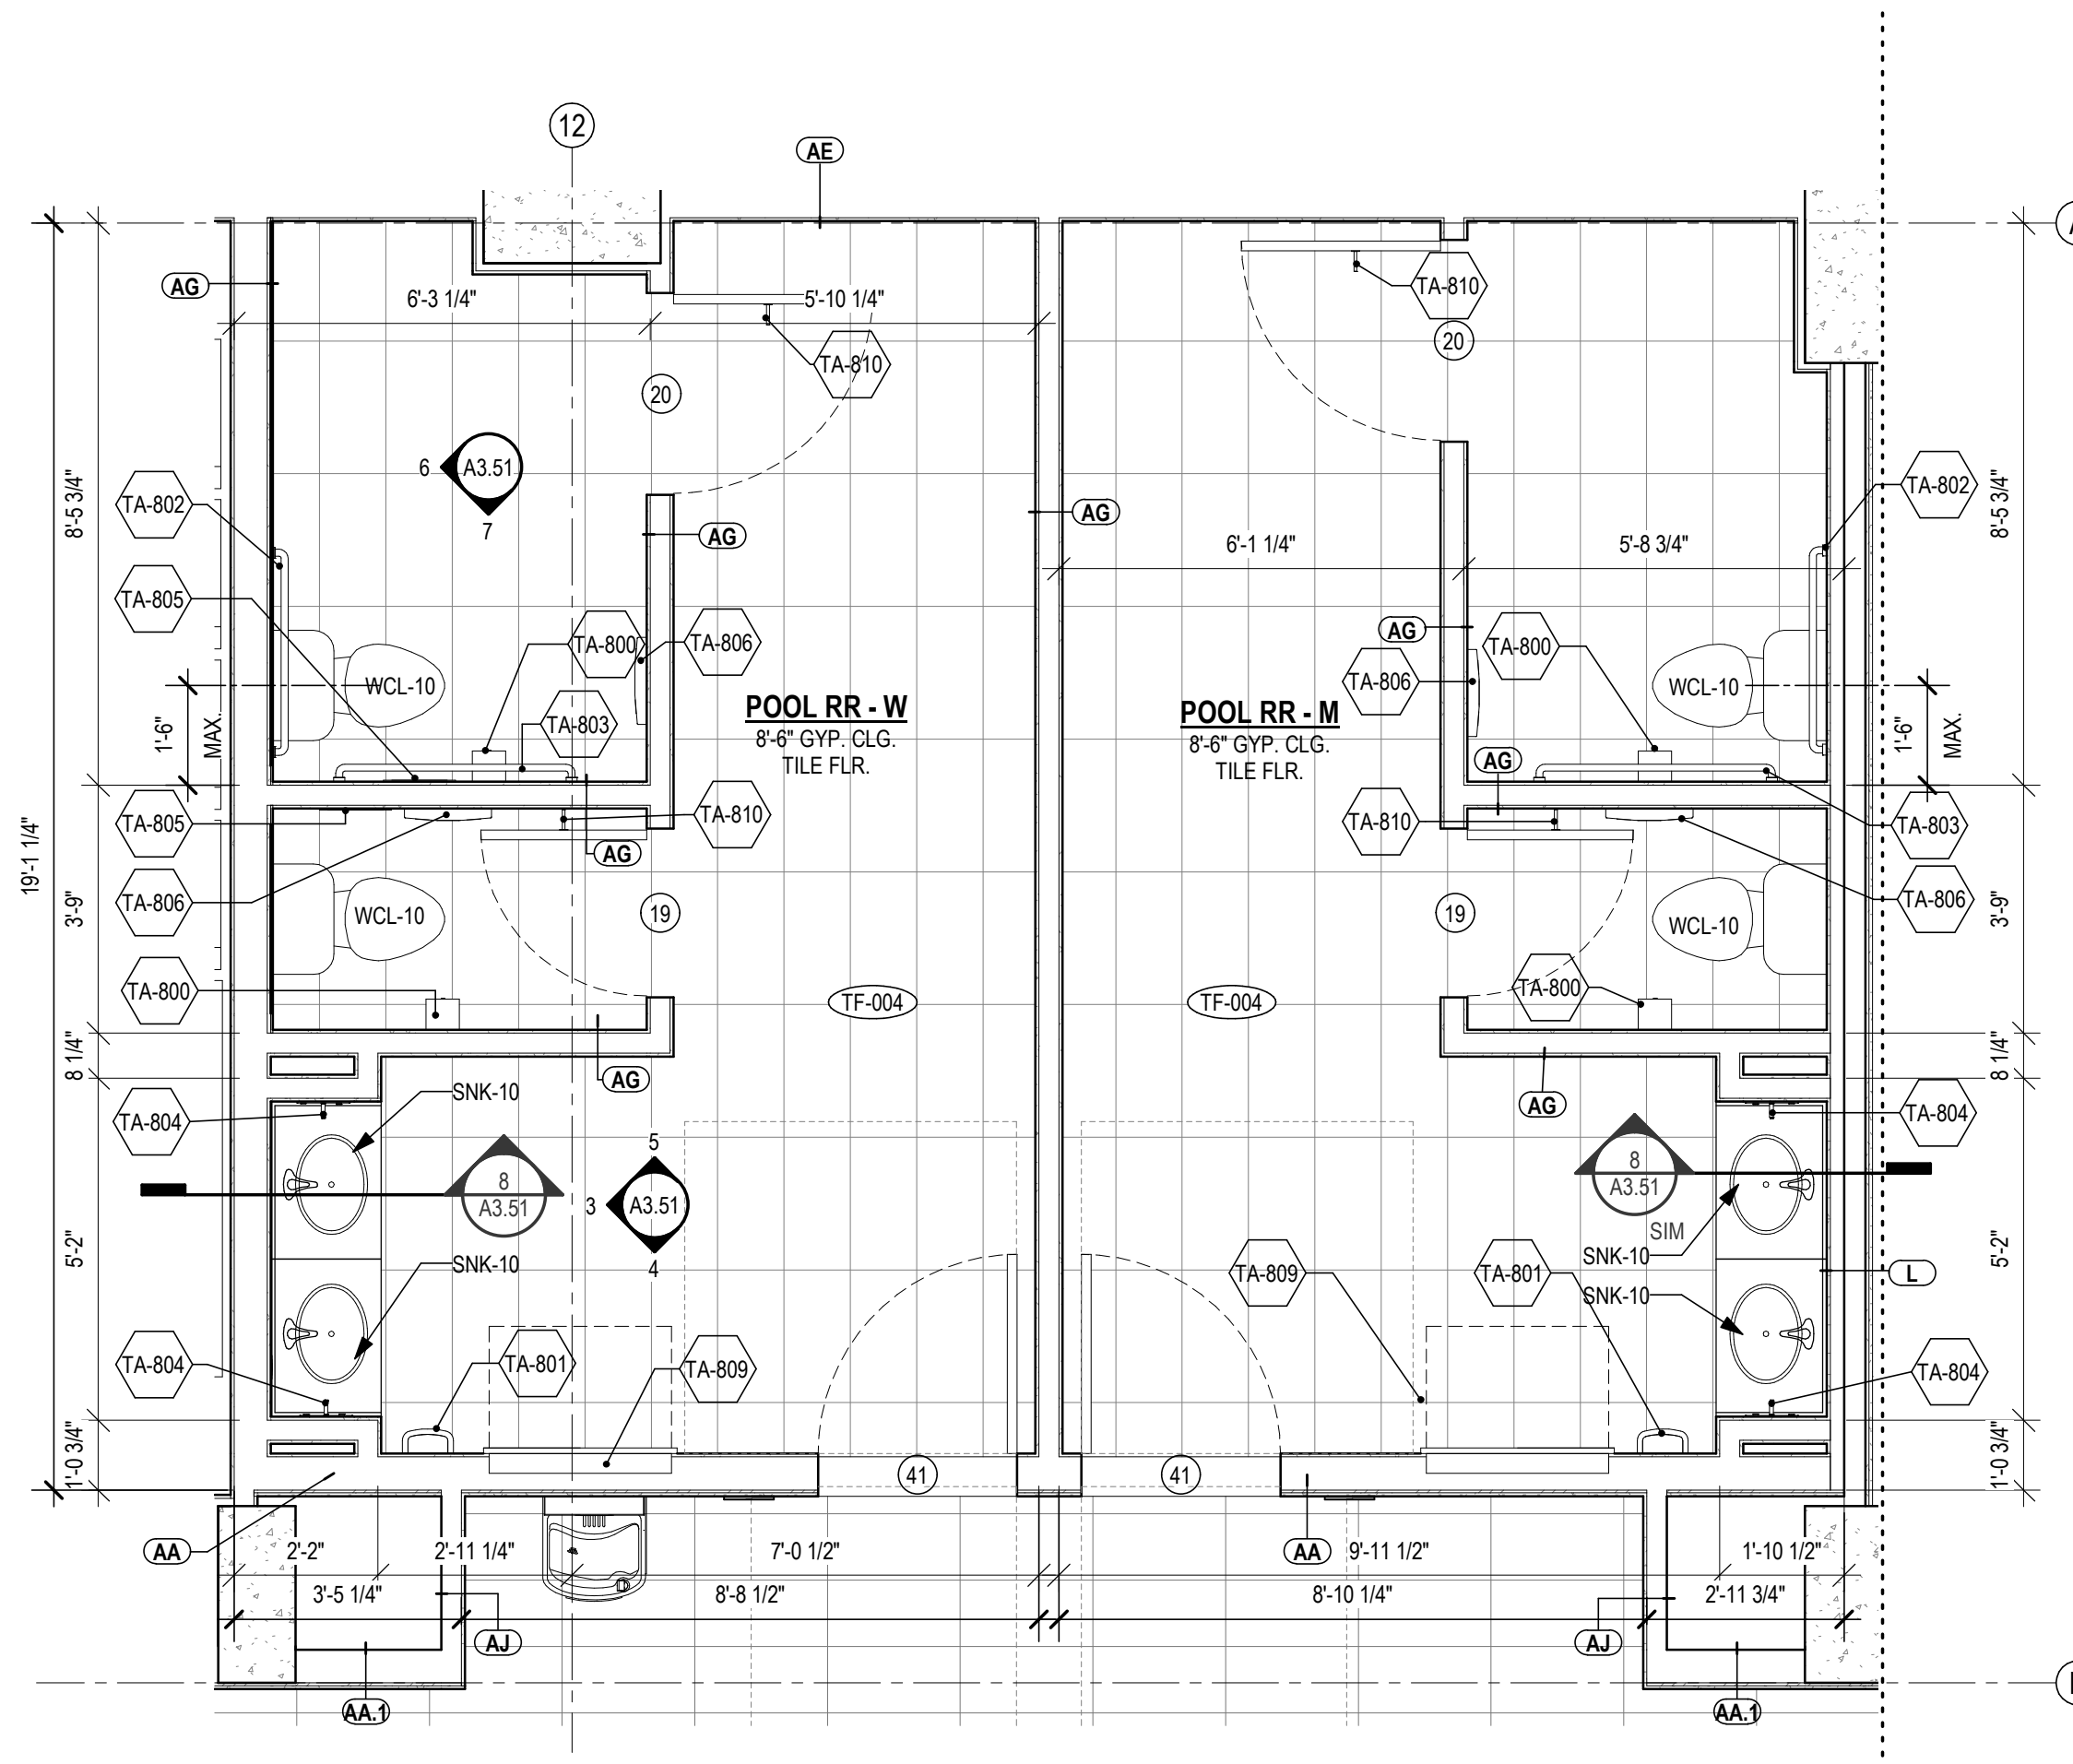 12
AE
AG
6'-3 1/4"
5'-10 1/4"
TA-810
TA-810
20
20
6
A3.51
7
TA-802
8'-5 3/4"
TA-805
AG
AG
6'-1 1/4"
5'-8 3/4"
TA-802
8'-5 3/4"
TA-800
TA-806
AG
TA-800
TA-806
WCL-10
WCL-10
TA-803
1'-6"
MAX.
1'-6"
MAX.
POOL RR - W
8'-6" GYP. CLG.
TILE FLR.
POOL RR - M
8'-6" GYP. CLG.
TILE FLR.
AG
TA-805
TA-810
TA-810
TA-803
19'-1 1/4"
AG
TA-806
3'-9"
WCL-10
19
19
WCL-10
TA-806
3'-9"
TA-800
TF-004
TF-004
TA-800
8 1/4"
8 1/4"
AG
AG
SNK-10
TA-804
TA-804
5
8
A3.51
3
A3.51
4
8
A3.51
SIM
5'-2"
SNK-10
SNK-10
SNK-10
5'-2"
TA-809
TA-801
L
TA-804
TA-801
TA-809
TA-804
1'-0 3/4"
41
41
1'-0 3/4"
AA
2'-2"
2'-11 1/4"
7'-0 1/2"
AA
9'-11 1/2"
1'-10 1/2"
3'-5 1/4"
8'-8 1/2"
8'-10 1/4"
2'-11 3/4"
AJ
AJ
AA.1
AA.1